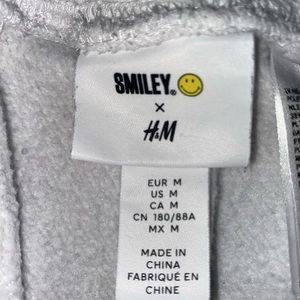 SMILEY®
×
H&M
EUR M
US M
CA M
CN 180/88A
MX M
MADE IN
CHINA
FABRIQUÉ EN
CHINE